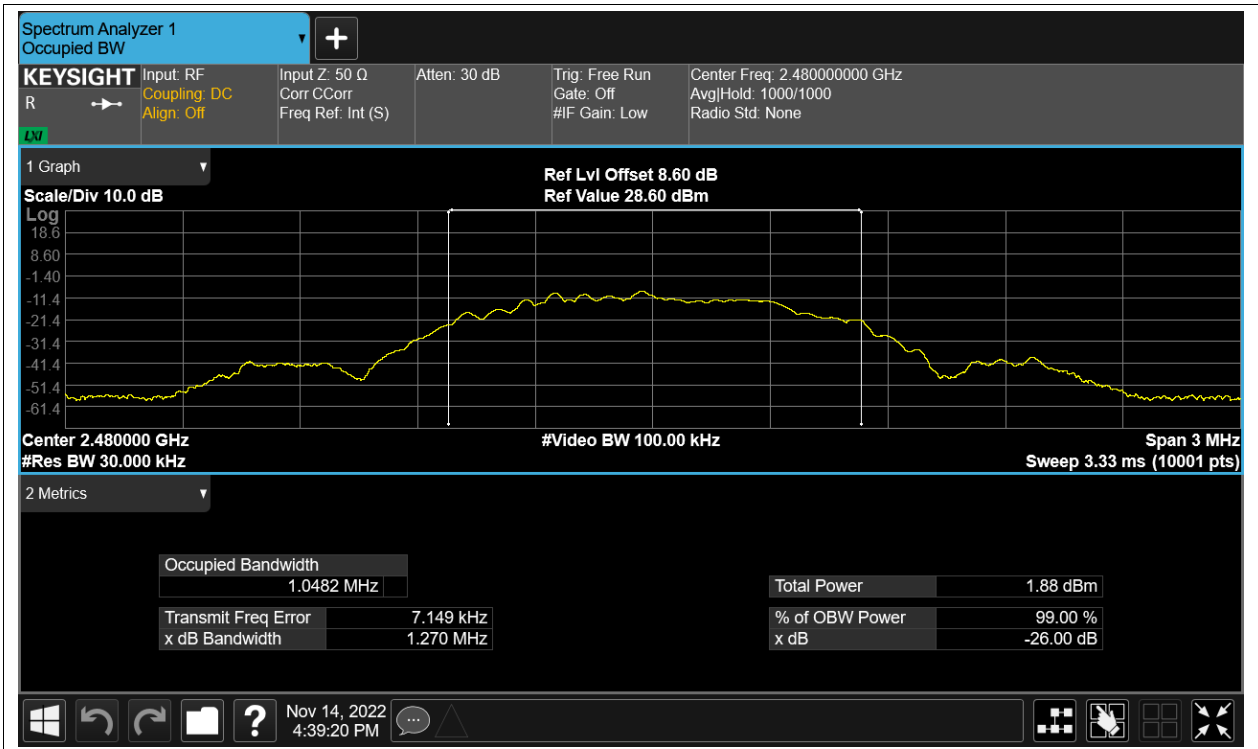 Spectrum Analyzer 1
Occupied BW
KEYSIGHT
R
LXI
Input: RF
Coupling: DC
Align: Off
Input Z: 50 Ω
Corr CCorr
Freq Ref: Int (S)
Atten: 30 dB
Trig: Free Run
Gate: Off
#IF Gain: Low
Center Freq: 2.480000000 GHz
Avg|Hold: 1000/1000
Radio Std: None
1 Graph
Scale/Div 10.0 dB
Ref Lvl Offset 8.60 dB
Ref Value 28.60 dBm
Log
18.6
8.60
-1.40
-11.4
-21.4
-31.4
-41.4
-51.4
-61.4
Center 2.480000 GHz
#Res BW 30.000 kHz
#Video BW 100.00 kHz
Span 3 MHz
Sweep 3.33 ms (10001 pts)
2 Metrics
Occupied Bandwidth
1.0482 MHz
Transmit Freq Error 7.149 kHz
x dB Bandwidth 1.270 MHz
Total Power 1.88 dBm
% of OBW Power 99.00 %
x dB -26.00 dB
?
Nov 14, 2022
4:39:20 PM